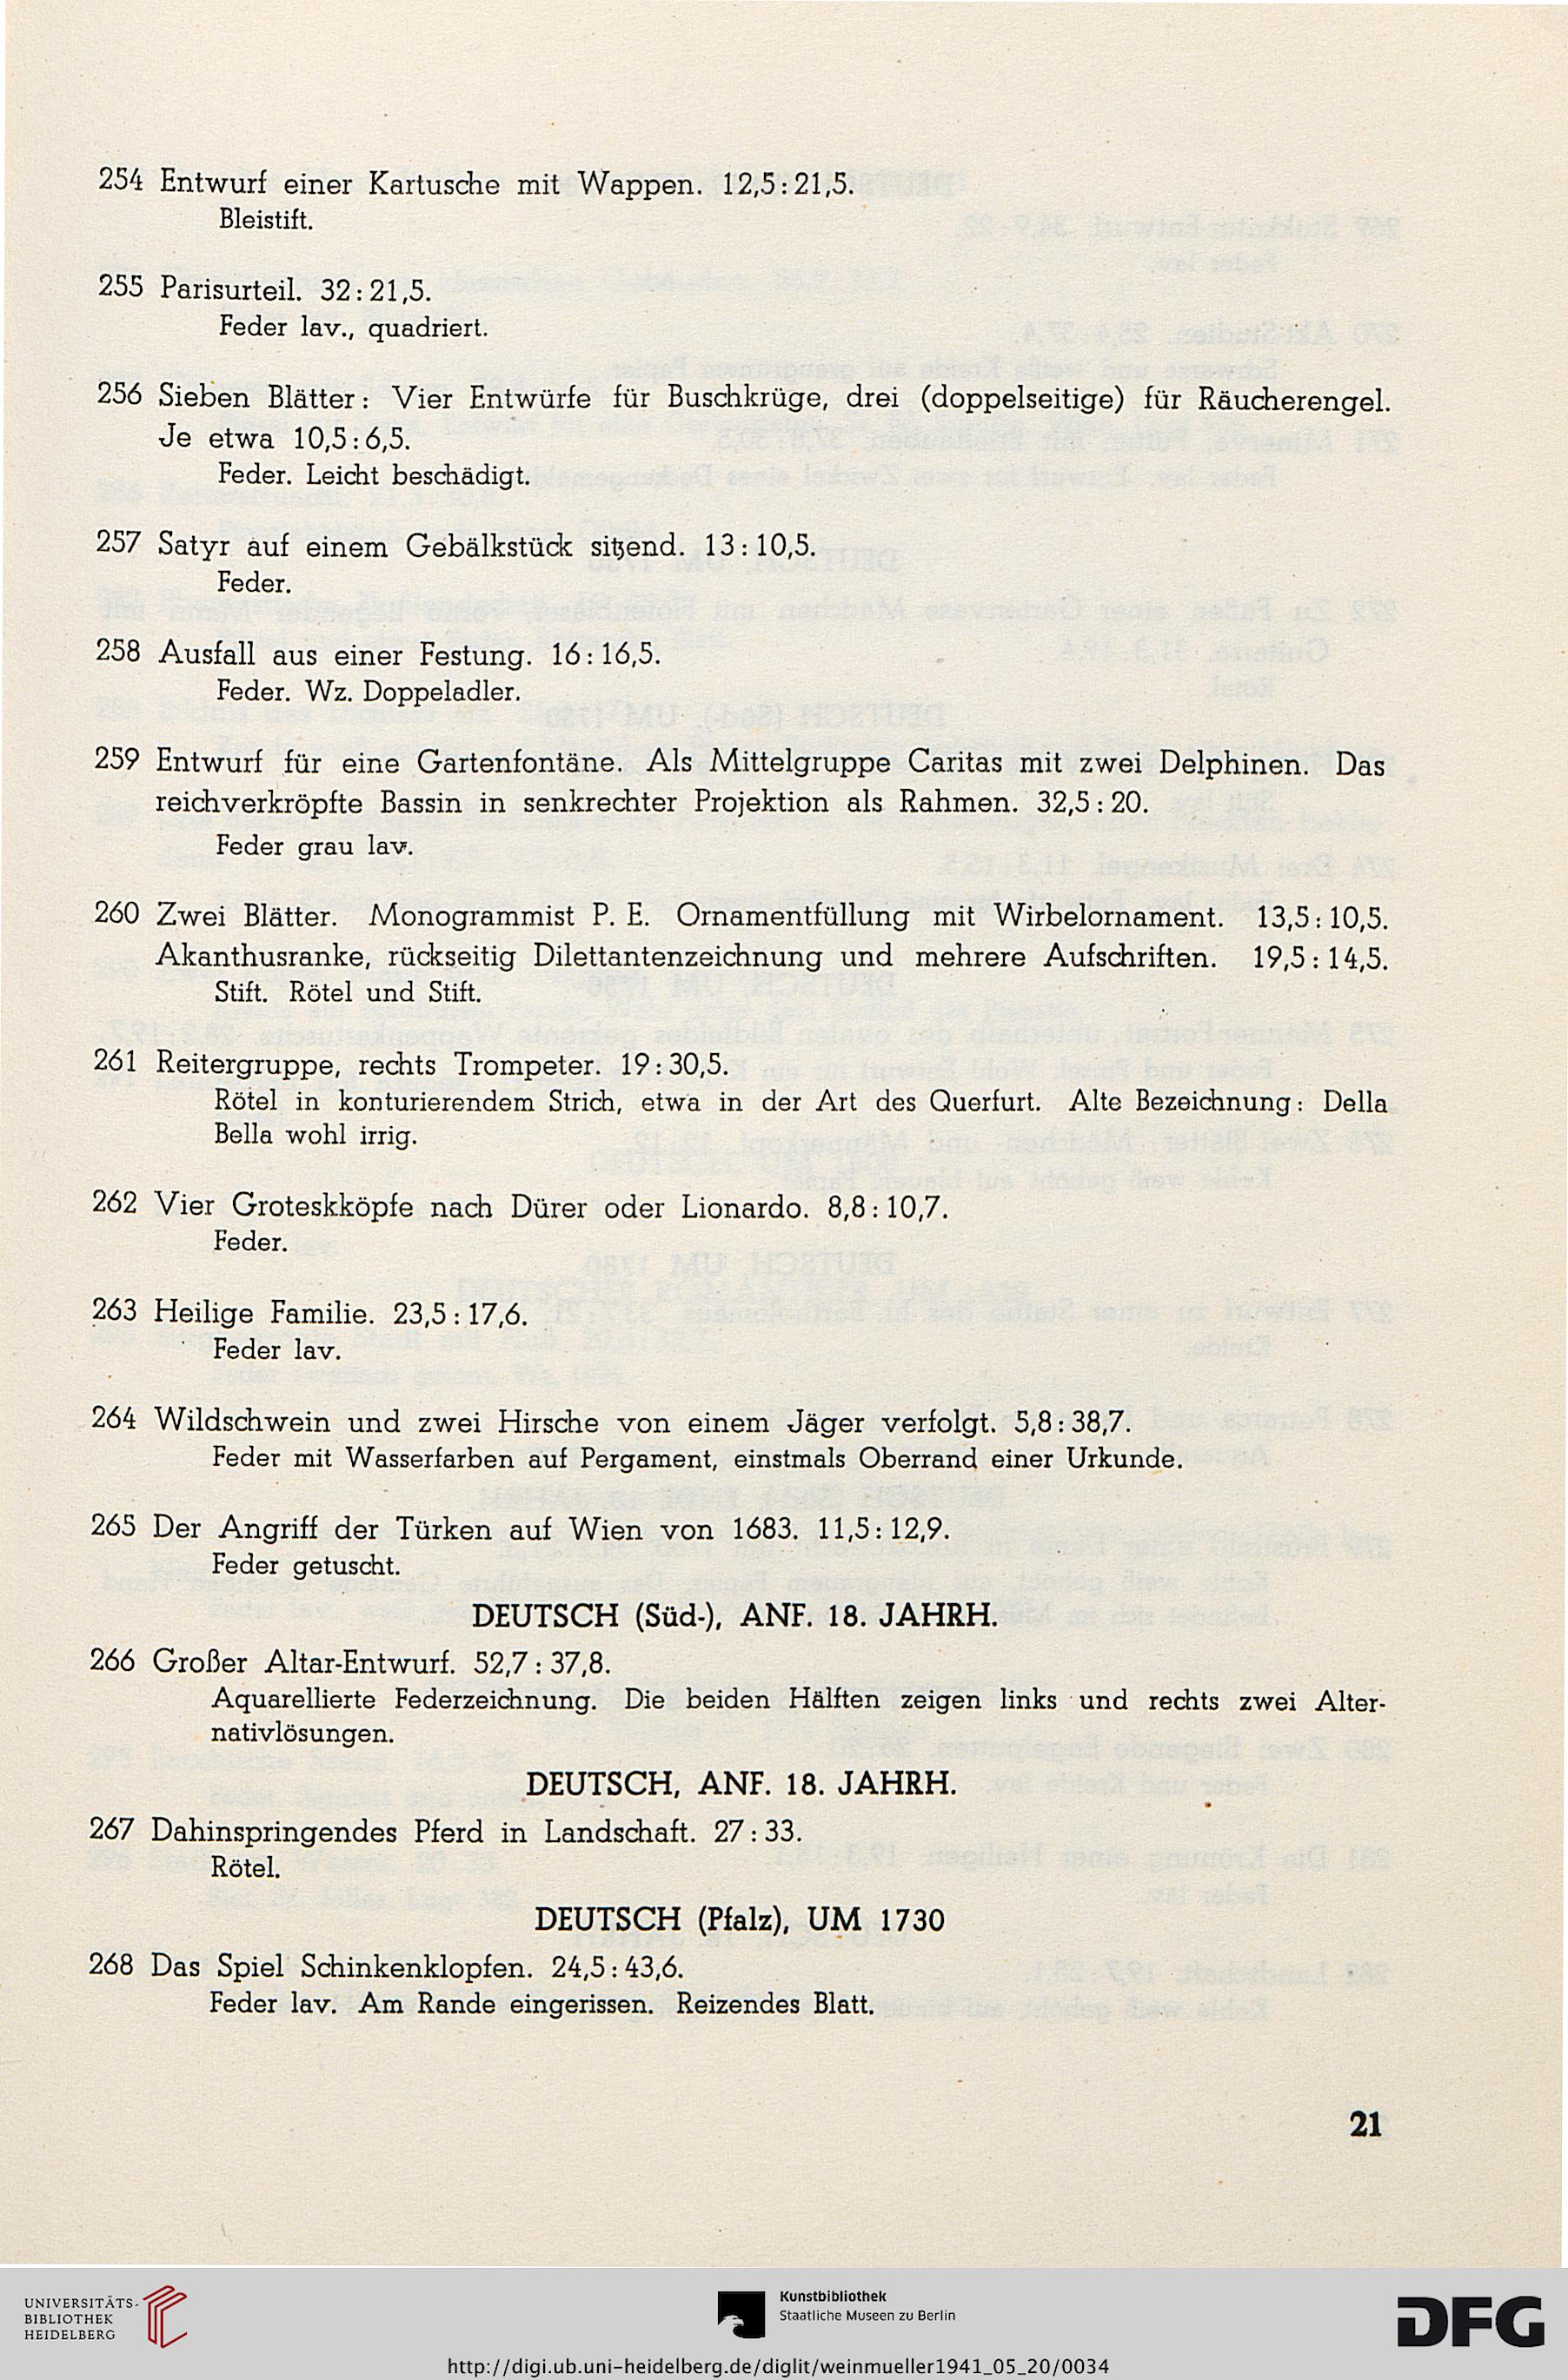 254 Entwurf einer Kartusche mit Wappen. 12,5:21,5.
Bleistift.
255 Parisurteil. 32:21,5.
Feder lav., quadriert.
256 Sieben Blätter: Vier Entwürfe für Buschkrüge, drei (doppelseitige) für Räucherengel.
Je etwa 10,5:6,5.
Feder. Leicht beschädigt.
257 Satyr auf einem Gebälkstück sitzend. 13:10,5.
Feder.
258 Ausfall aus einer Festung. 16:16,5.
Feder. Wz. Doppeladler.
259 Entwurf für eine Gartenfontäne. Als Mittelgruppe Caritas mit zwei Delphinen. Das
reichverkröpfte Bassin in senkrechter Projektion als Rahmen. 32,5:20.
Feder grau lav.
260 Zwei Blätter. Monogrammist P. E. Ornamentfüllung mit Wirbelornament. 13,5:10,5.
Akanthusranke, rückseitig Dilettantenzeichnung und mehrere Aufschriften. 19,5:14,5.
Stift. Rötel und Stift.
261 Reitergruppe, rechts Trompeter. 19:30,5.
Rötel in konturierendem Strich, etwa in der Art des Querfurt. Alte Bezeichnung: Della
Bella wohl irrig.
262 Vier Groteskköpfe nach Dürer oder Lionardo. 8,8:10,7.
Feder.
263 Heilige Familie. 23,5:17,6.
Feder lav.
264 Wildschwein und zwei Hirsche von einem Jäger verfolgt. 5,8:38,7.
Feder mit Wasserfarben auf Pergament, einstmals Oberrand einer Urkunde.
265 Der Angriff der Türken auf Wien von 1683. 11,5:12,9.
Feder getuscht.
DEUTSCH (Süd-), ANF. 18. JAHRH.
266 Großer Altar-Entwurf. 52,7:37,8.
Aquarellierte Federzeichnung. Die beiden Hälften zeigen links und rechts zwei Alter-
nativlösungen.
DEUTSCH, ANF. 18. JAHRH.
267 Dahinspringendes Pferd in Landschaft. 27:33.
Rötel.
DEUTSCH (Pfalz), UM 1730
268 Das Spiel Schinkenklopfen. 24,5:43,6.
Feder lav. Am Rande eingerissen. Reizendes Blatt.
21
UNIVERSITÄTS-
BIBLIOTHEK
HEIDELBERG
Kunstbibliothek
Staatliche Museen zu Berlin
DFG
http://digi.ub.uni-heidelberg.de/diglit/weinmueller1941_05_20/0034